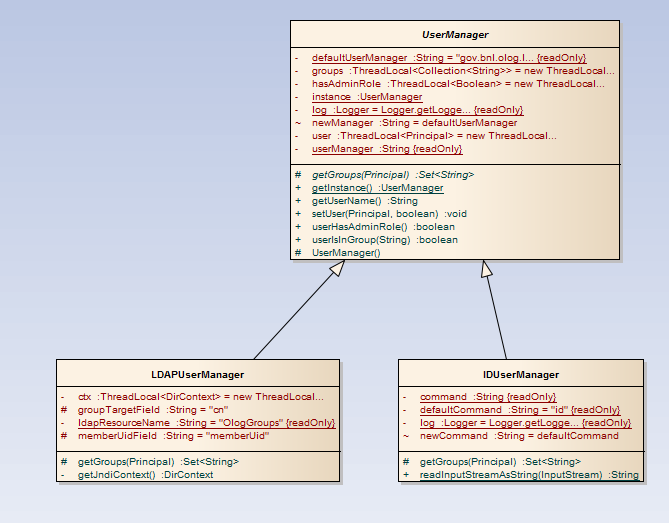 UserManager
- defaultUserManager :String = "gov.bnl.olog.l... {readOnly}
- groups :ThreadLocal<Collection<String>> = new ThreadLocal...
- hasAdminRole :ThreadLocal<Boolean> = new ThreadLocal...
- instance :UserManager
- log :Logger = Logger.getLogge... {readOnly}
~ newManager :String = defaultUserManager
- user :ThreadLocal<Principal> = new ThreadLocal...
- userManager :String {readOnly}
# getGroups(Principal) :Set<String>
+ getInstance() :UserManager
+ getUserName() :String
+ setUser(Principal, boolean) :void
+ userHasAdminRole() :boolean
+ userIsInGroup(String) :boolean
# UserManager()
LDAPUserManager
- ctx :ThreadLocal<DirContext> = new ThreadLocal...
# groupTargetField :String = "cn"
- ldapResourceName :String = "OlogGroups" {readOnly}
# memberUidField :String = "memberUid"
# getGroups(Principal) :Set<String>
- getJndiContext() :DirContext
IDUserManager
- command :String {readOnly}
- defaultCommand :String = "id" {readOnly}
- log :Logger = Logger.getLogge... {readOnly}
~ newCommand :String = defaultCommand
# getGroups(Principal) :Set<String>
+ readInputStreamAsString(InputStream) :String